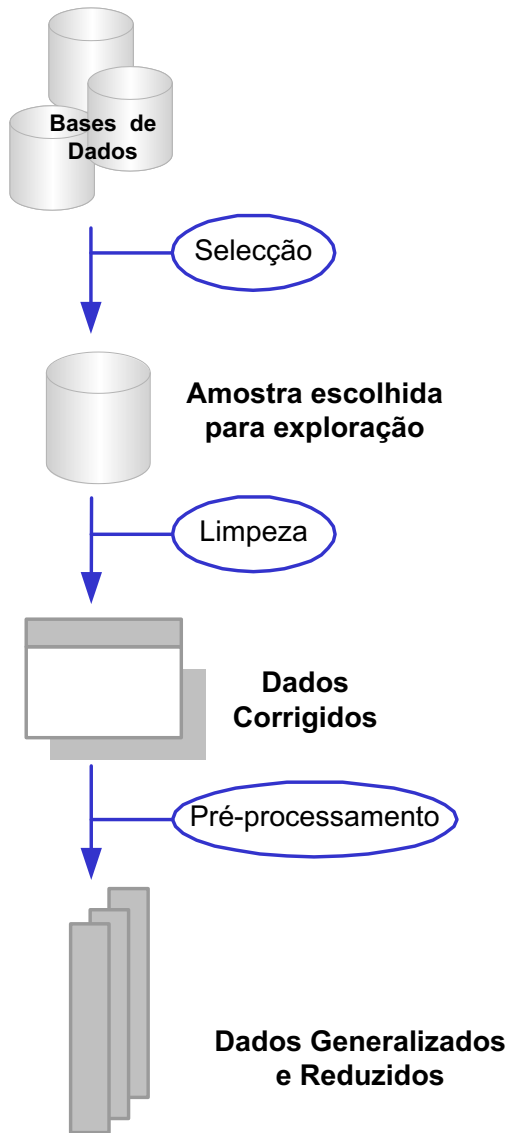 Bases de
Dados
Selecção
Amostra escolhida
para exploração
Limpeza
Dados
Corrigidos
Pré-processamento
Dados Generalizados
e Reduzidos